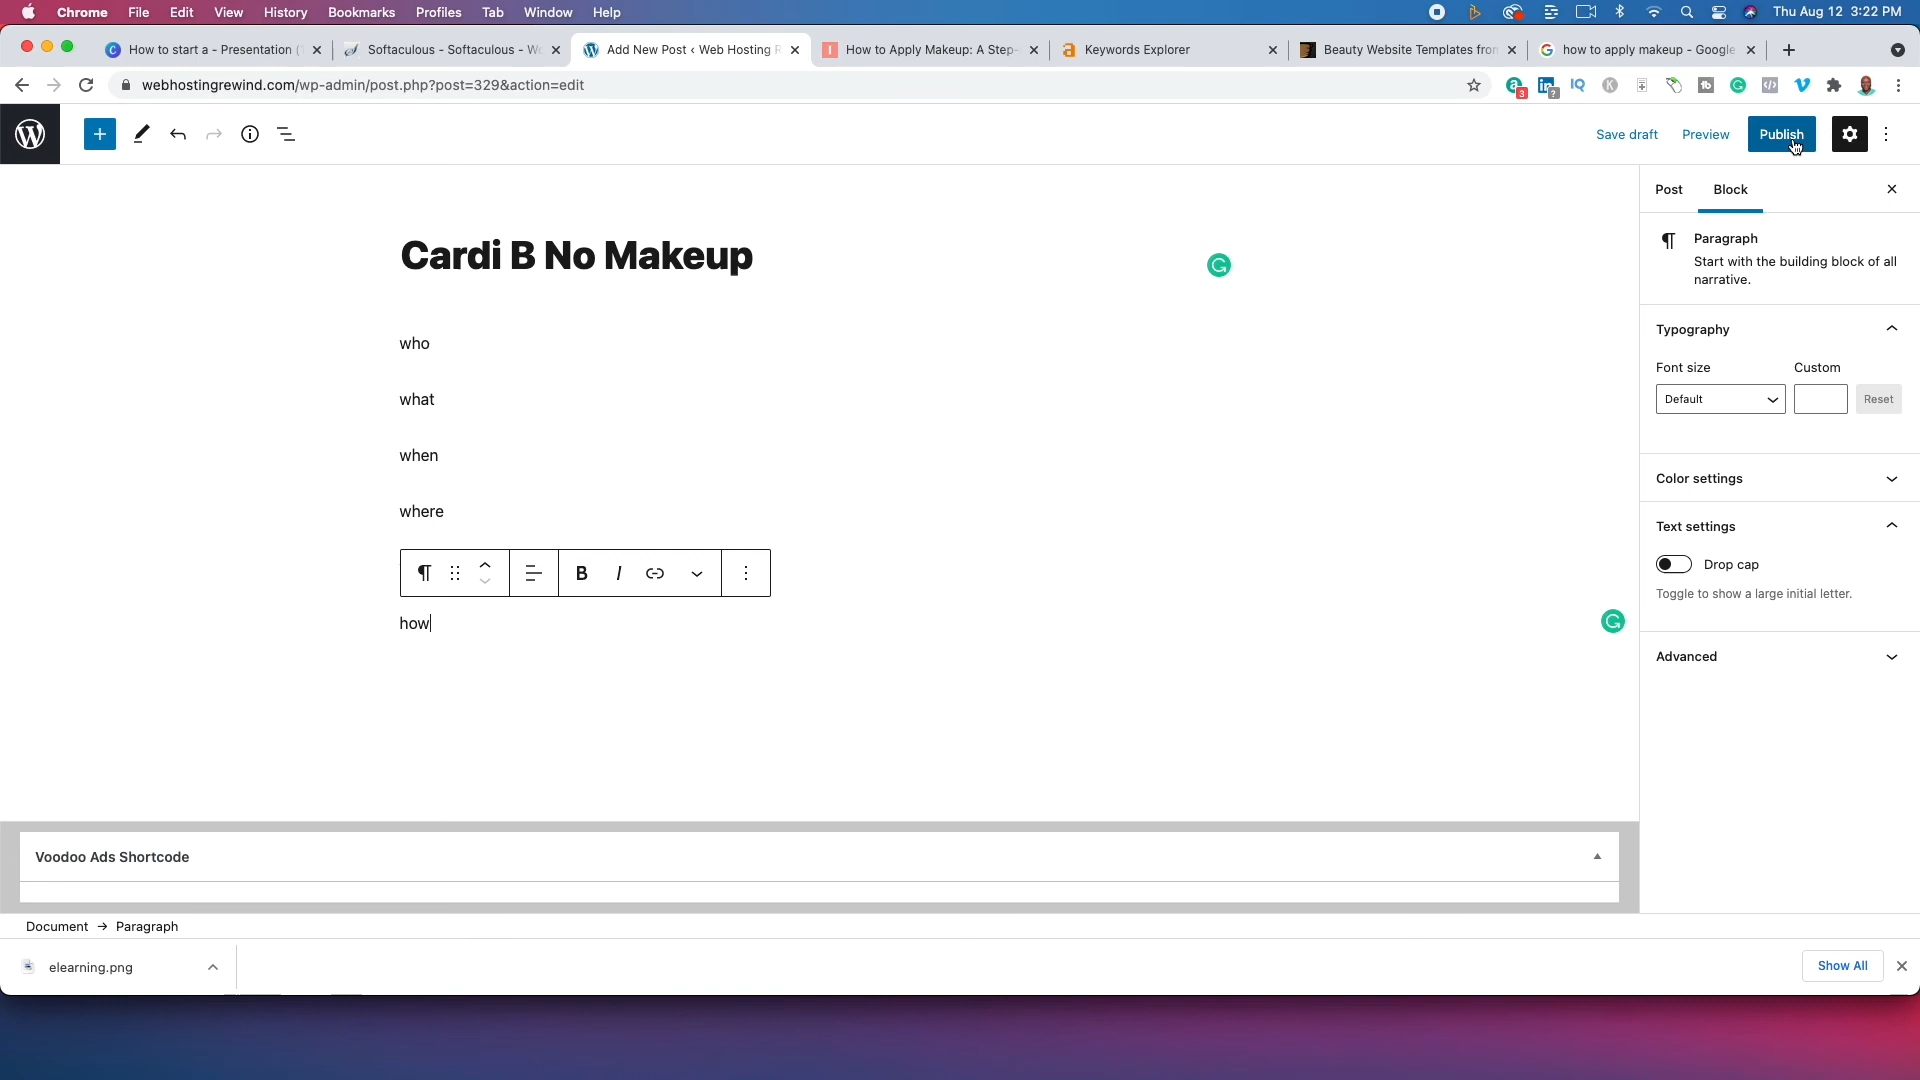 Chrome File Edit View History Bookmarks Profiles Tab Window Help Thu Aug 12 3:22 PM
How to start a - Presentation ( Softaculous - Softaculous - W Add New Post ‹ Web Hosting R How to Apply Makeup: A Step- Keywords Explorer Beauty Website Templates from how to apply makeup - Google
webhostingrewind.com/wp-admin/post.php?post=329&action=edit
Save draft Preview Publish
Post Block
Cardi B No Makeup
Paragraph
Start with the building block of all
narrative.
who
Typography
Font size Custom
what
Default Reset
when
Color settings
where
Text settings
Drop cap
B I
Toggle to show a large initial letter.
how
Advanced
Voodoo Ads Shortcode
Document → Paragraph
elearning.png Show All